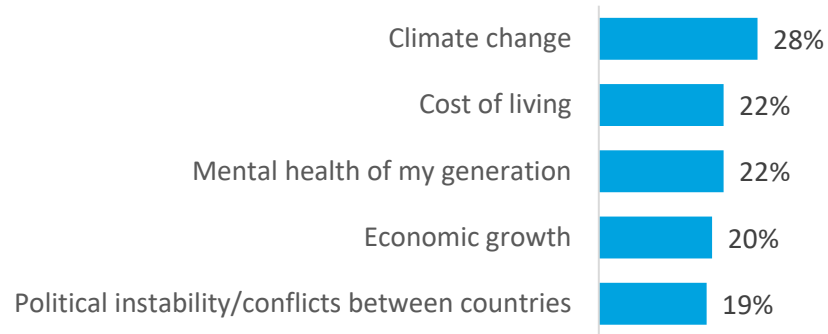 Climate change 28%
Cost of living 22%
Mental health of my generation 22%
Economic growth 20%
Political instability/conflicts between countries 19%